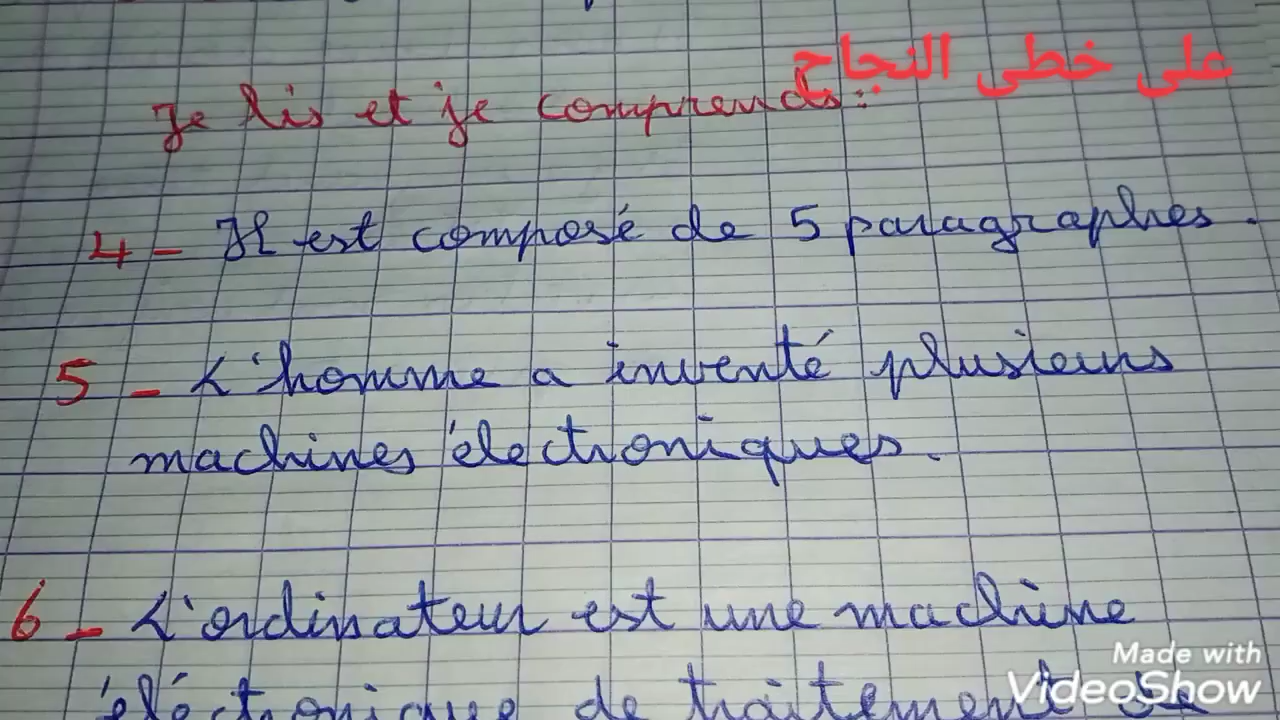 على خطى النجاح
Je lis et je comprends:
4 - Il est composé de 5 paragraphes.
5 - L'homme a inventé plusieurs
machines électroniques.
6 - L'ordinateur est une machine
éléctronique de traitement
Made with
VideoShow